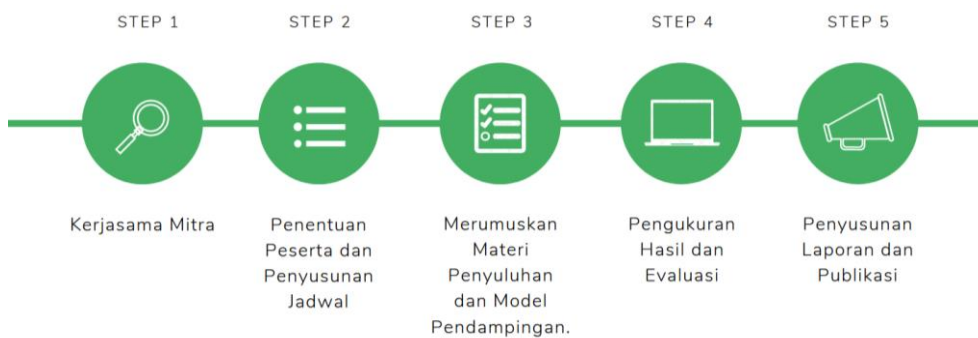 STEP 1
STEP 2
STEP 3
STEP 4
STEP 5
Kerjasama Mitra
Penentuan
Peserta dan
Penyusunan
Jadwal
Merumuskan
Materi
Penyuluhan
dan Model
Pendampingan.
Pengukuran
Hasil dan
Evaluasi
Penyusunan
Laporan dan
Publikasi